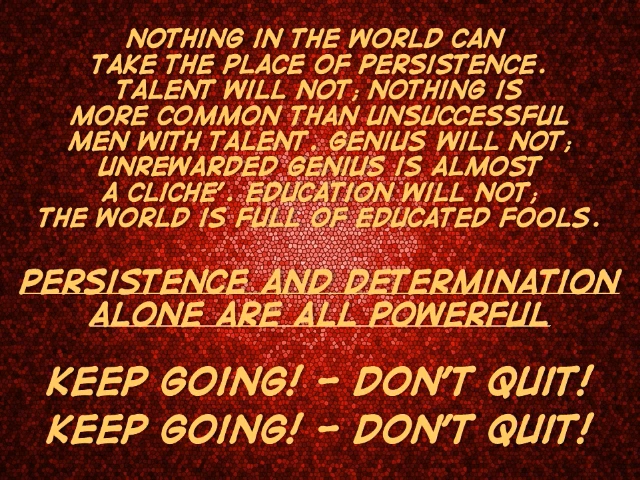 NOTHING IN THE WORLD CAN
TAKE THE PLACE OF PERSISTENCE.
TALENT WILL NOT; NOTHING IS
MORE COMMON THAN UNSUCCESSFUL
MEN WITH TALENT. GENIUS WILL NOT;
UNREWARDED GENIUS IS ALMOST
A CLICHE'. EDUCATION WILL NOT;
THE WORLD IS FULL OF EDUCATED FOOLS.
PERSISTENCE AND DETERMINATION
ALONE ARE ALL POWERFUL
KEEP GOING! - DON'T QUIT!
KEEP GOING! - DON'T QUIT!